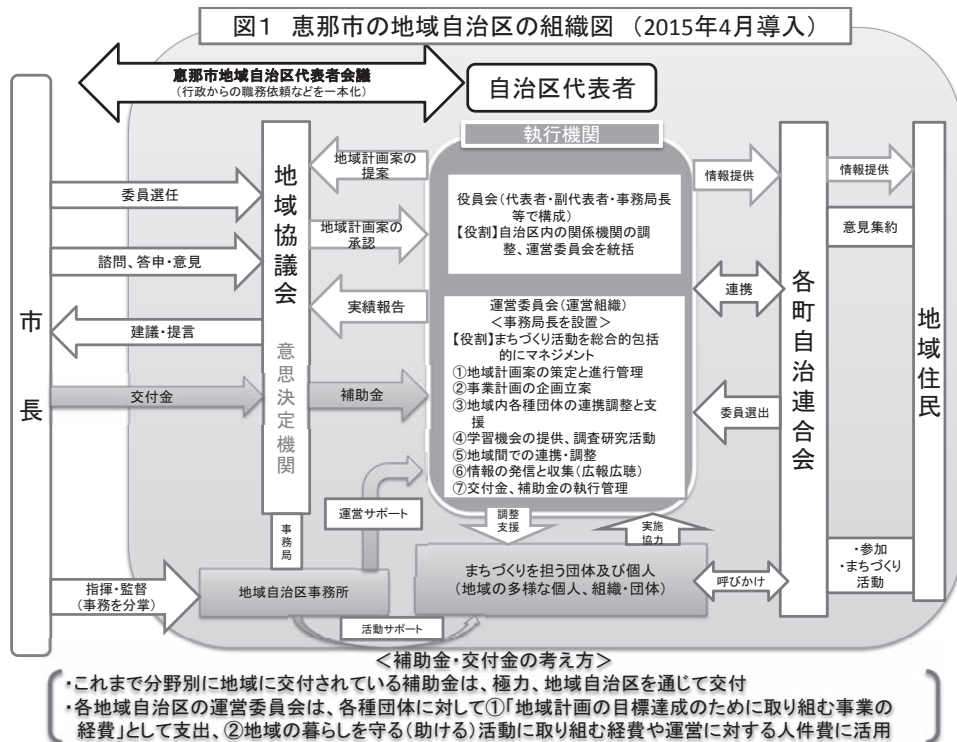 図1 恵那市の地域自治区の組織図 （2015年4月導入）
恵那市地域自治区代表者会議
（行政からの職務依頼などを一本化）
自治区代表者
市長
委員選任
諮問、答申・意見
建議・提言
交付金
指揮・監督
（事務を分掌）
地域協議会
意思決定機関
事務局
地域自治区事務所
地域計画案の
提案
地域計画案の
承認
実績報告
補助金
運営サポート
活動サポート
執行機関
役員会（代表者・副代表者・事務局長
等で構成）
【役割】自治区内の関係機関の調
整、運営委員会を統括
運営委員会（運営組織）
＜事務局長を設置＞
【役割】まちづくり活動を総合的包括
的にマネジメント
①地域計画案の策定と進行管理
②事業計画の企画立案
③地域内各種団体の連携調整と支
援
④学習機会の提供、調査研究活動
⑤地域間での連携・調整
⑥情報の発信と収集（広報広聴）
⑦交付金、補助金の執行管理
調整
支援
実施
協力
まちづくりを担う団体及び個人
（地域の多様な個人、組織・団体）
情報提供
連携
委員選出
呼びかけ
各町自治連合会
情報提供
意見集約
・参加
・まちづくり
活動
地域住民
＜補助金・交付金の考え方＞
・これまで分野別に地域に交付されている補助金は、極力、地域自治区を通じて交付
・各地域自治区の運営委員会は、各種団体に対して①「地域計画の目標達成のために取り組む事業の
経費」として支出、②地域の暮らしを守る（助ける）活動に取り組む経費や運営に対する人件費に活用